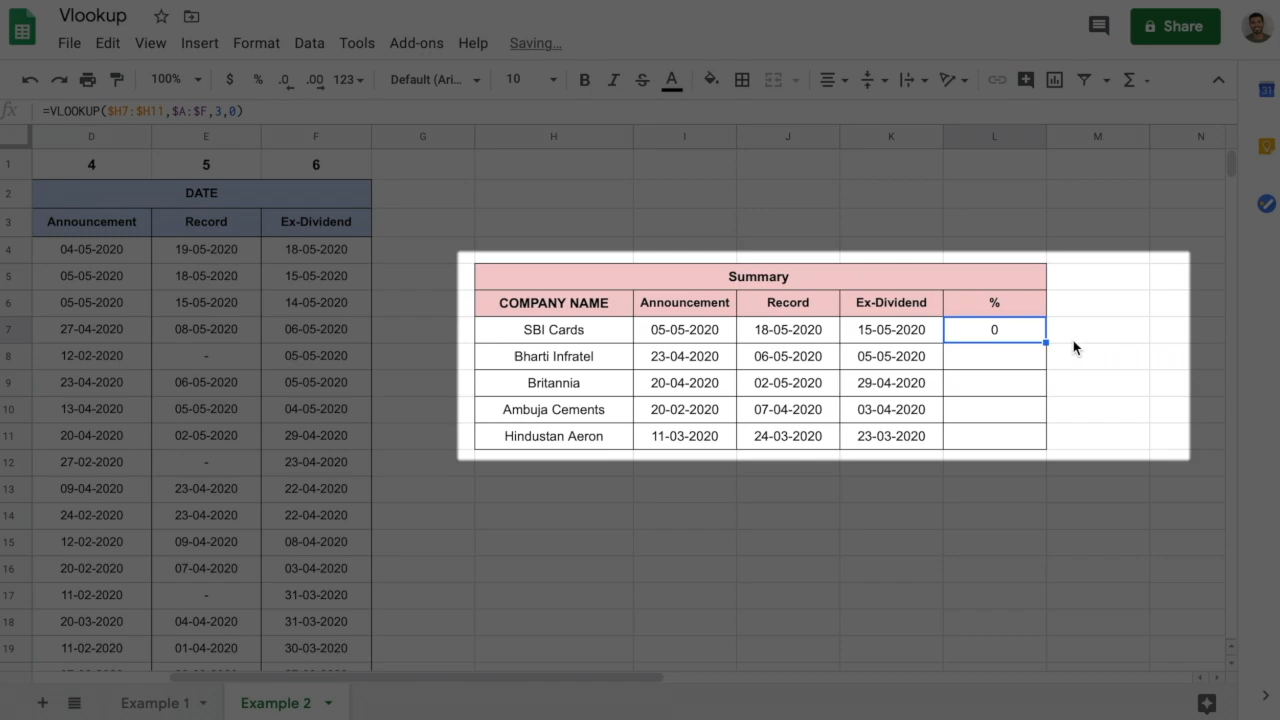 Vlookup
File Edit View Insert Format Data Tools Add-ons Help Saving…
Share
100% $ % .0 .00 123 Default (Ari... 10 B I S A
fx =VLOOKUP($H7:$H11,$A:$F,3,0)
D E F G H I J K L M N
1 4 5 6
2 DATE
3 Announcement Record Ex-Dividend
4 04-05-2020 19-05-2020 18-05-2020
5 05-05-2020 18-05-2020 15-05-2020 Summary
6 05-05-2020 15-05-2020 14-05-2020 COMPANY NAME Announcement Record Ex-Dividend %
7 27-04-2020 08-05-2020 06-05-2020 SBI Cards 05-05-2020 18-05-2020 15-05-2020 0
8 12-02-2020 - 05-05-2020 Bharti Infratel 23-04-2020 06-05-2020 05-05-2020
9 23-04-2020 06-05-2020 05-05-2020 Britannia 20-04-2020 02-05-2020 29-04-2020
10 13-04-2020 05-05-2020 04-05-2020 Ambuja Cements 20-02-2020 07-04-2020 03-04-2020
11 20-04-2020 02-05-2020 29-04-2020 Hindustan Aeron 11-03-2020 24-03-2020 23-03-2020
12 27-02-2020 - 23-04-2020
13 09-04-2020 23-04-2020 22-04-2020
14 24-02-2020 23-04-2020 22-04-2020
15 12-02-2020 09-04-2020 08-04-2020
16 20-02-2020 07-04-2020 03-04-2020
17 11-02-2020 - 31-03-2020
18 20-03-2020 04-04-2020 31-03-2020
19 11-02-2020 01-04-2020 30-03-2020
Example 1 Example 2